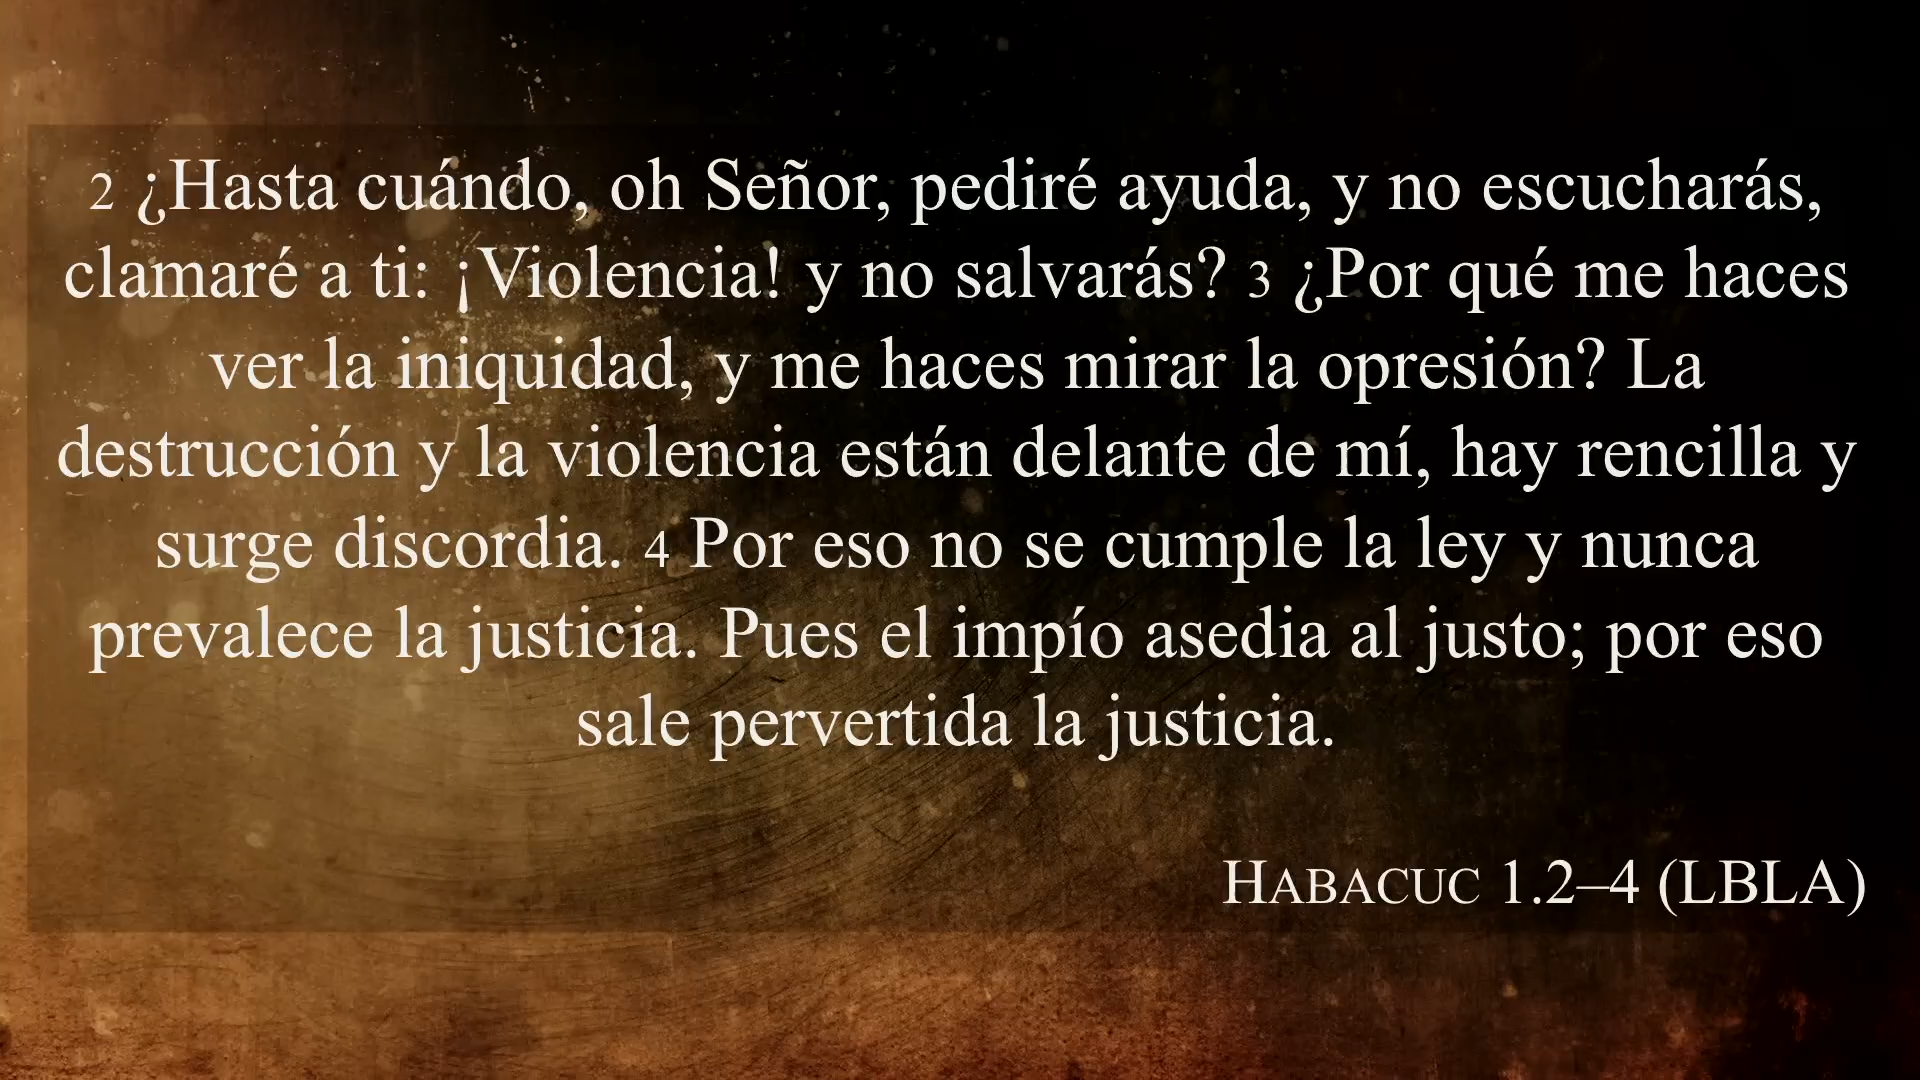 2 ¿Hasta cuándo, oh Señor, pediré ayuda, y no escucharás,
clamaré a ti: ¡Violencia! y no salvarás? 3 ¿Por qué me haces
ver la iniquidad, y me haces mirar la opresión? La
destrucción y la violencia están delante de mí, hay rencilla y
surge discordia. 4 Por eso no se cumple la ley y nunca
prevalece la justicia. Pues el impío asedia al justo; por eso
sale pervertida la justicia.
HABACUC 1.2–4 (LBLA)